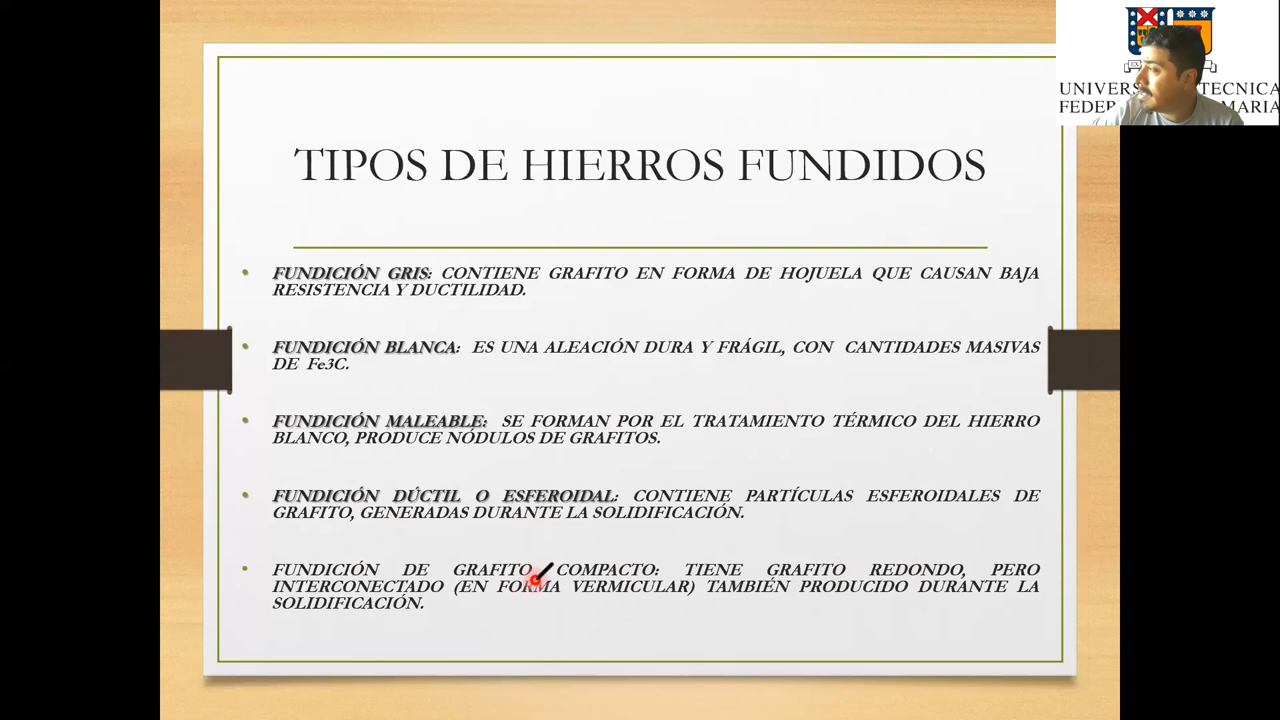 UNIVERS TECNICA
FEDER MARIA
TIPOS DE HIERROS FUNDIDOS
• FUNDICIÓN GRIS: CONTIENE GRAFITO EN FORMA DE HOJUELA QUE CAUSAN BAJA
RESISTENCIA Y DUCTILIDAD.
• FUNDICIÓN BLANCA: ES UNA ALEACIÓN DURA Y FRÁGIL, CON CANTIDADES MASIVAS
DE Fe3C.
• FUNDICIÓN MALEABLE: SE FORMAN POR EL TRATAMIENTO TÉRMICO DEL HIERRO
BLANCO, PRODUCE NÓDULOS DE GRAFITOS.
• FUNDICIÓN DÚCTIL O ESFEROIDAL: CONTIENE PARTÍCULAS ESFEROIDALES DE
GRAFITO, GENERADAS DURANTE LA SOLIDIFICACIÓN.
• FUNDICIÓN DE GRAFITO COMPACTO: TIENE GRAFITO REDONDO, PERO
INTERCONECTADO (EN FORMA VERMICULAR) TAMBIÉN PRODUCIDO DURANTE LA
SOLIDIFICACIÓN.